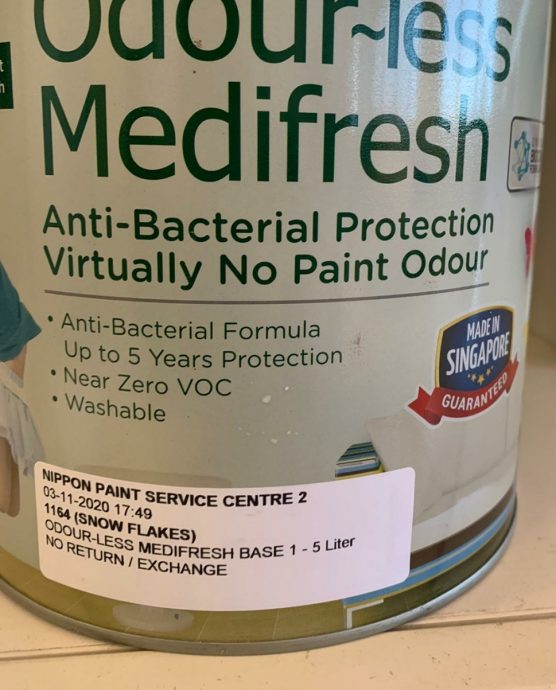 Odour~less
Medifresh
Anti-Bacterial Protection
Virtually No Paint Odour
• Anti-Bacterial Formula
Up to 5 Years Protection
• Near Zero VOC
• Washable
MADE IN
SINGAPORE
GUARANTEED
NIPPON PAINT SERVICE CENTRE 2
03-11-2020 17:49
1164 (SNOW FLAKES)
ODOUR-LESS MEDIFRESH BASE 1 - 5 Liter
NO RETURN / EXCHANGE